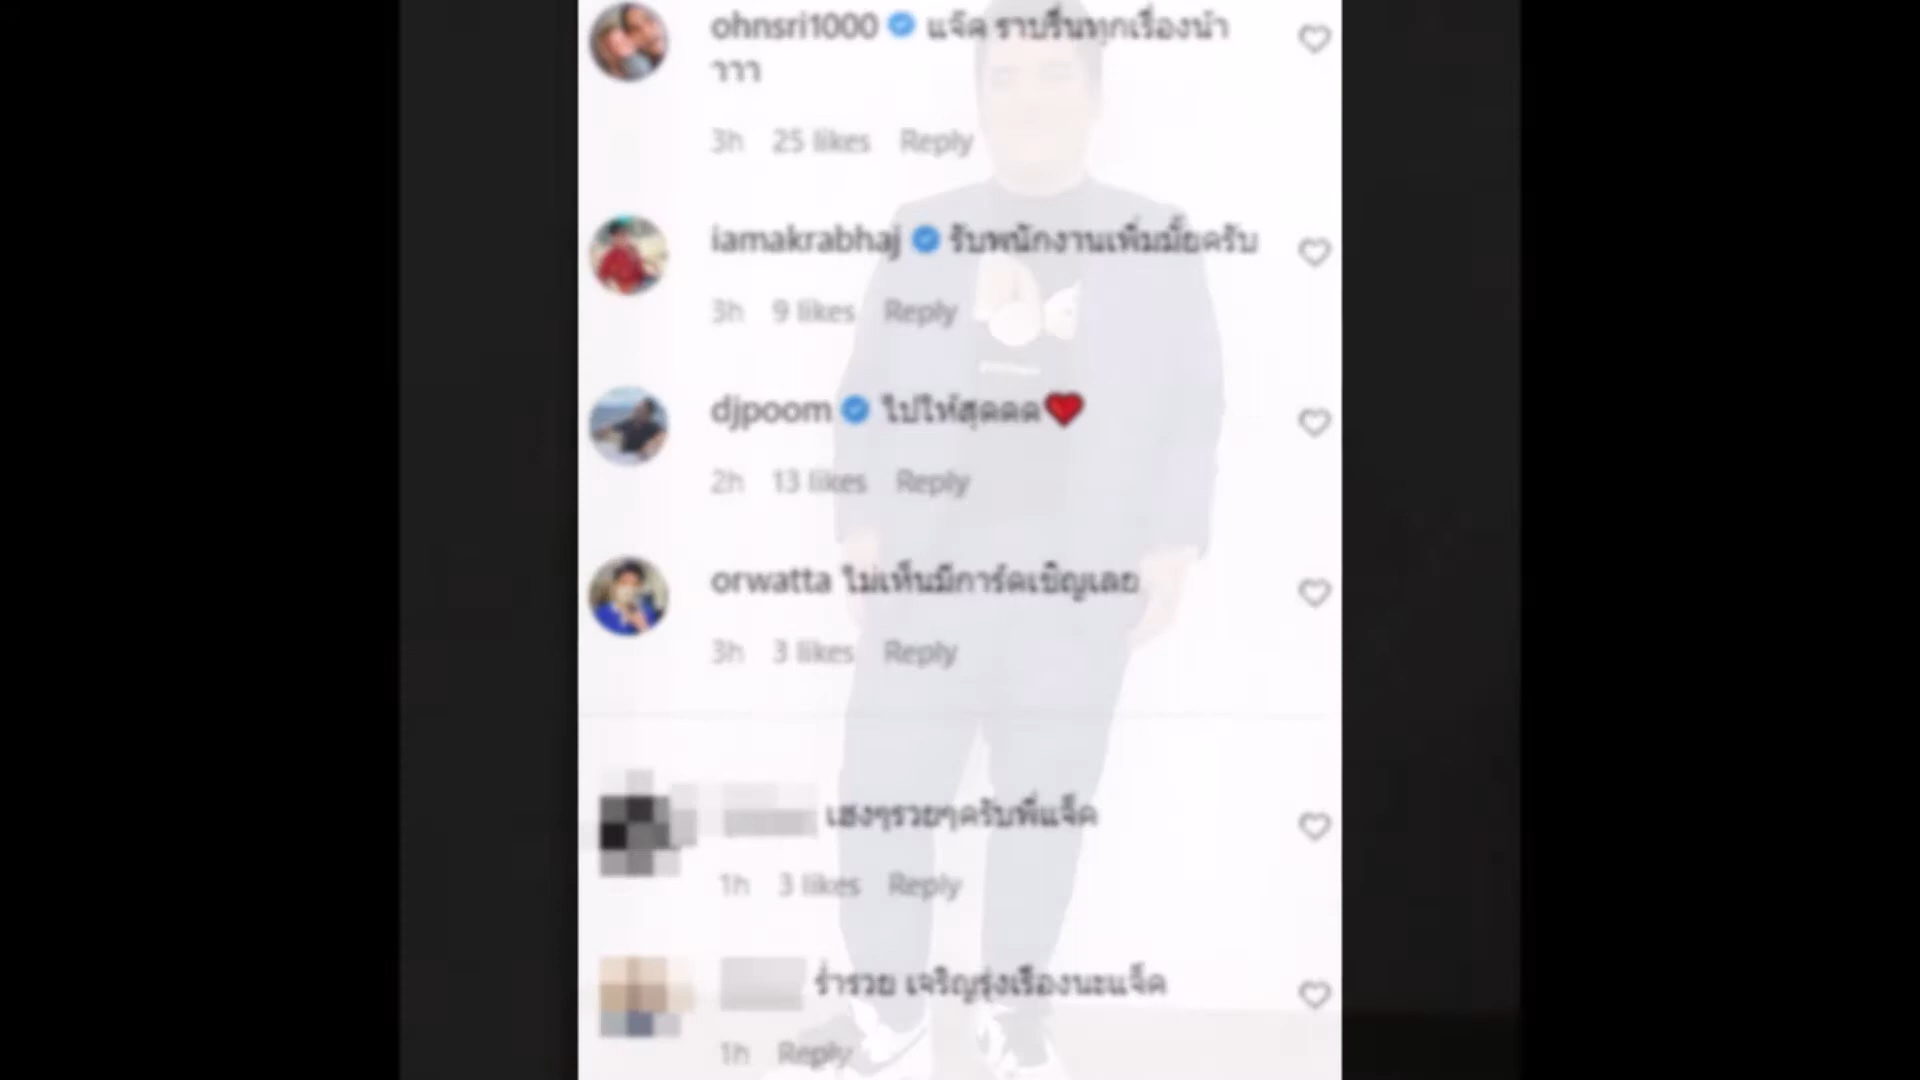 ohnsri1000 แจ๊ค ราบรื่นทุกเรื่องน้า
าาา
3h 25 likes Reply
iamakrabhaj รับพนักงานเพิ่มมั้ยครับ
3h 9 likes Reply
djpoom ไปให้สุดดด❤️
2h 13 likes Reply
orwatta ไม่เห็นมีการ์ดเชิญเลย
3h 3 likes Reply
เฮงๆรวยๆครับพี่แจ็ค
1h 3 likes Reply
ร่ำรวย เจริญรุ่งเรืองนะแจ็ค
1h Reply